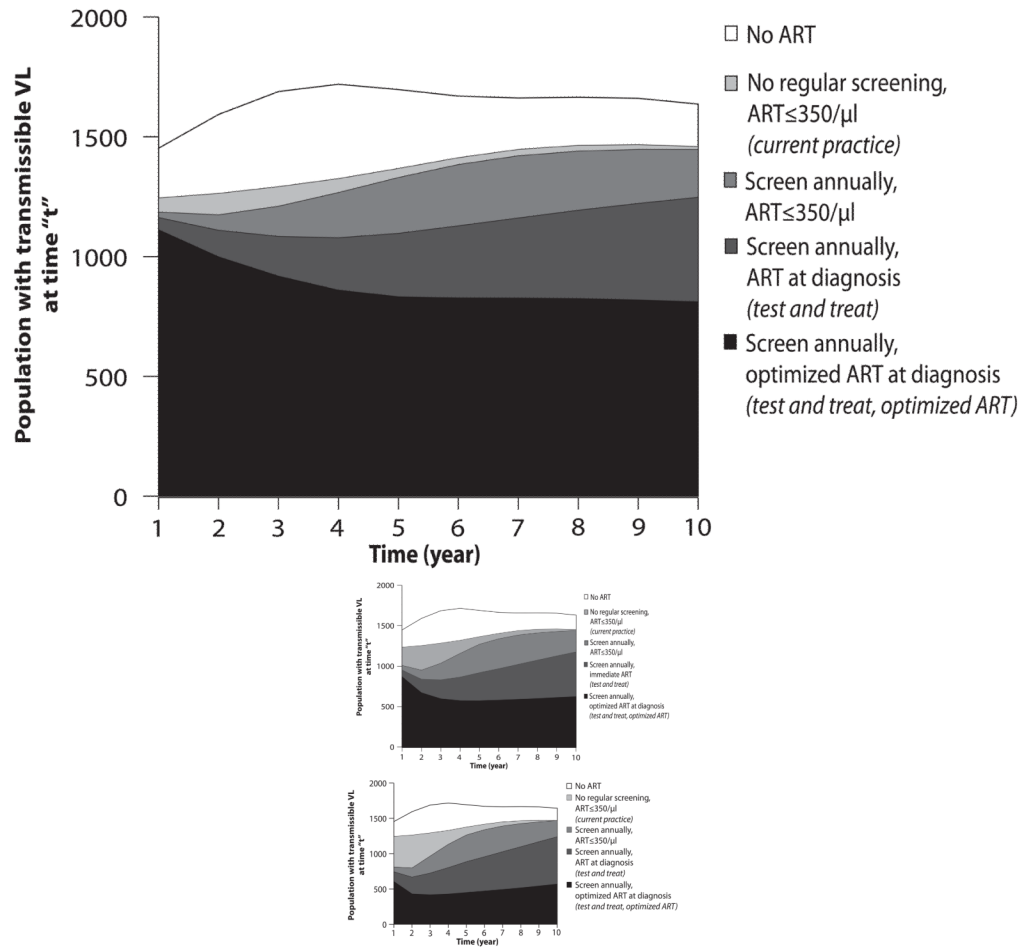 2000
1500
1000
500
0
Population with transmissible VL
at time “t”
1 2 3 4 5 6 7 8 9 10
Time (year)
No ART
No regular screening,
ART≤350/µl
(current practice)
Screen annually,
ART≤350/µl
Screen annually,
ART at diagnosis
(test and treat)
Screen annually,
optimized ART at diagnosis
(test and treat, optimized ART)
2000
1500
1000
500
0
Population with transmissible VL
at time “t”
1 2 3 4 5 6 7 8 9 10
Time (year)
No ART
No regular screening,
ART≤350/µl
(current practice)
Screen annually,
ART≤350/µl
Screen annually,
immediate ART
(test and treat)
Screen annually,
optimized ART at diagnosis
(test and treat, optimized ART)
2000
1500
1000
500
0
Population with transmissible VL
at time “t”
1 2 3 4 5 6 7 8 9 10
Time (year)
No ART
No regular screening,
ART≤350/µl
(current practice)
Screen annually,
ART≤350/µl
Screen annually,
ART at diagnosis
(test and treat)
Screen annually,
optimized ART at diagnosis
(test and treat, optimized ART)